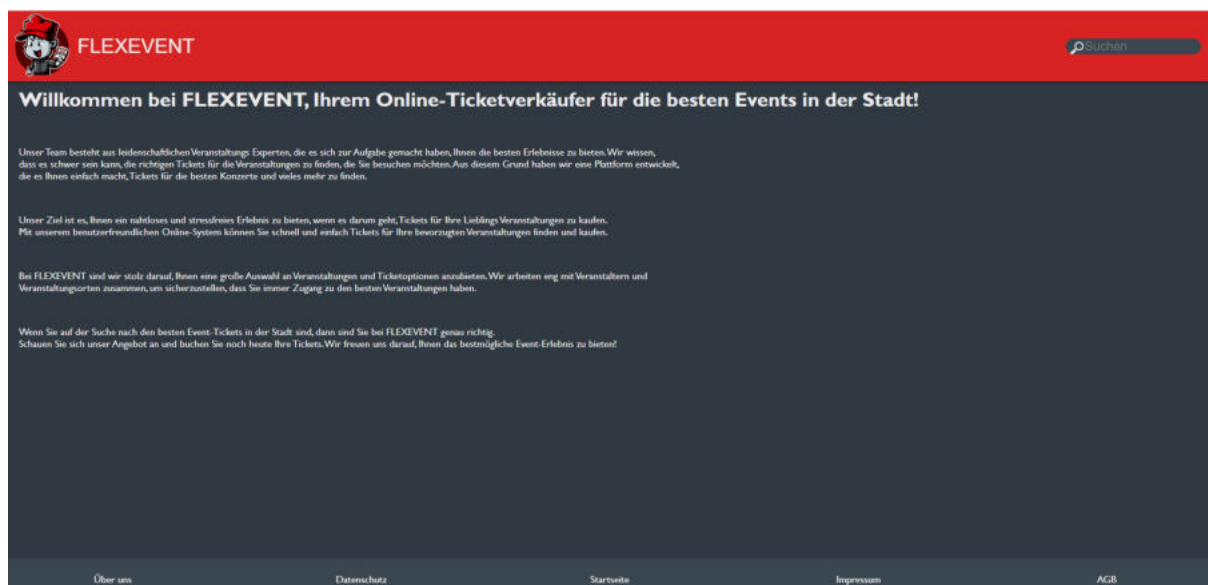 FLEXEVENT
Suchen
Willkommen bei FLEXEVENT, Ihrem Online-Ticketverkäufer für die besten Events in der Stadt!
Unser Team besteht aus leidenschaftlichen Veranstaltungs Experten, die es sich zur Aufgabe gemacht haben, Ihnen die besten Erlebnisse zu bieten. Wir wissen,
dass es schwer sein kann, die richtigen Tickets für die Veranstaltungen zu finden, die Sie besuchen möchten. Aus diesem Grund haben wir eine Plattform entwickelt,
die es Ihnen einfach macht, Tickets für die besten Konzerte und vieles mehr zu finden.
Unser Ziel ist es, Ihnen ein nahtloses und stressfreies Erlebnis zu bieten, wenn es darum geht, Tickets für Ihre Lieblings Veranstaltungen zu kaufen.
Mit unserem benutzerfreundlichen Online-System können Sie schnell und einfach Tickets für Ihre bevorzugten Veranstaltungen finden und kaufen.
Bei FLEXEVENT sind wir stolz darauf, Ihnen eine große Auswahl an Veranstaltungen und Ticketoptionen anzubieten. Wir arbeiten eng mit Veranstaltern und
Veranstaltungsorten zusammen, um sicherzustellen, dass Sie immer Zugang zu den besten Veranstaltungen haben.
Wenn Sie auf der Suche nach den besten Event-Tickets in der Stadt sind, dann sind Sie bei FLEXEVENT genau richtig.
Schauen Sie sich unser Angebot an und buchen Sie noch heute Ihre Tickets. Wir freuen uns darauf, Ihnen das bestmögliche Event-Erlebnis zu bieten!
Über uns Datenschutz Startseite Impressum AGB